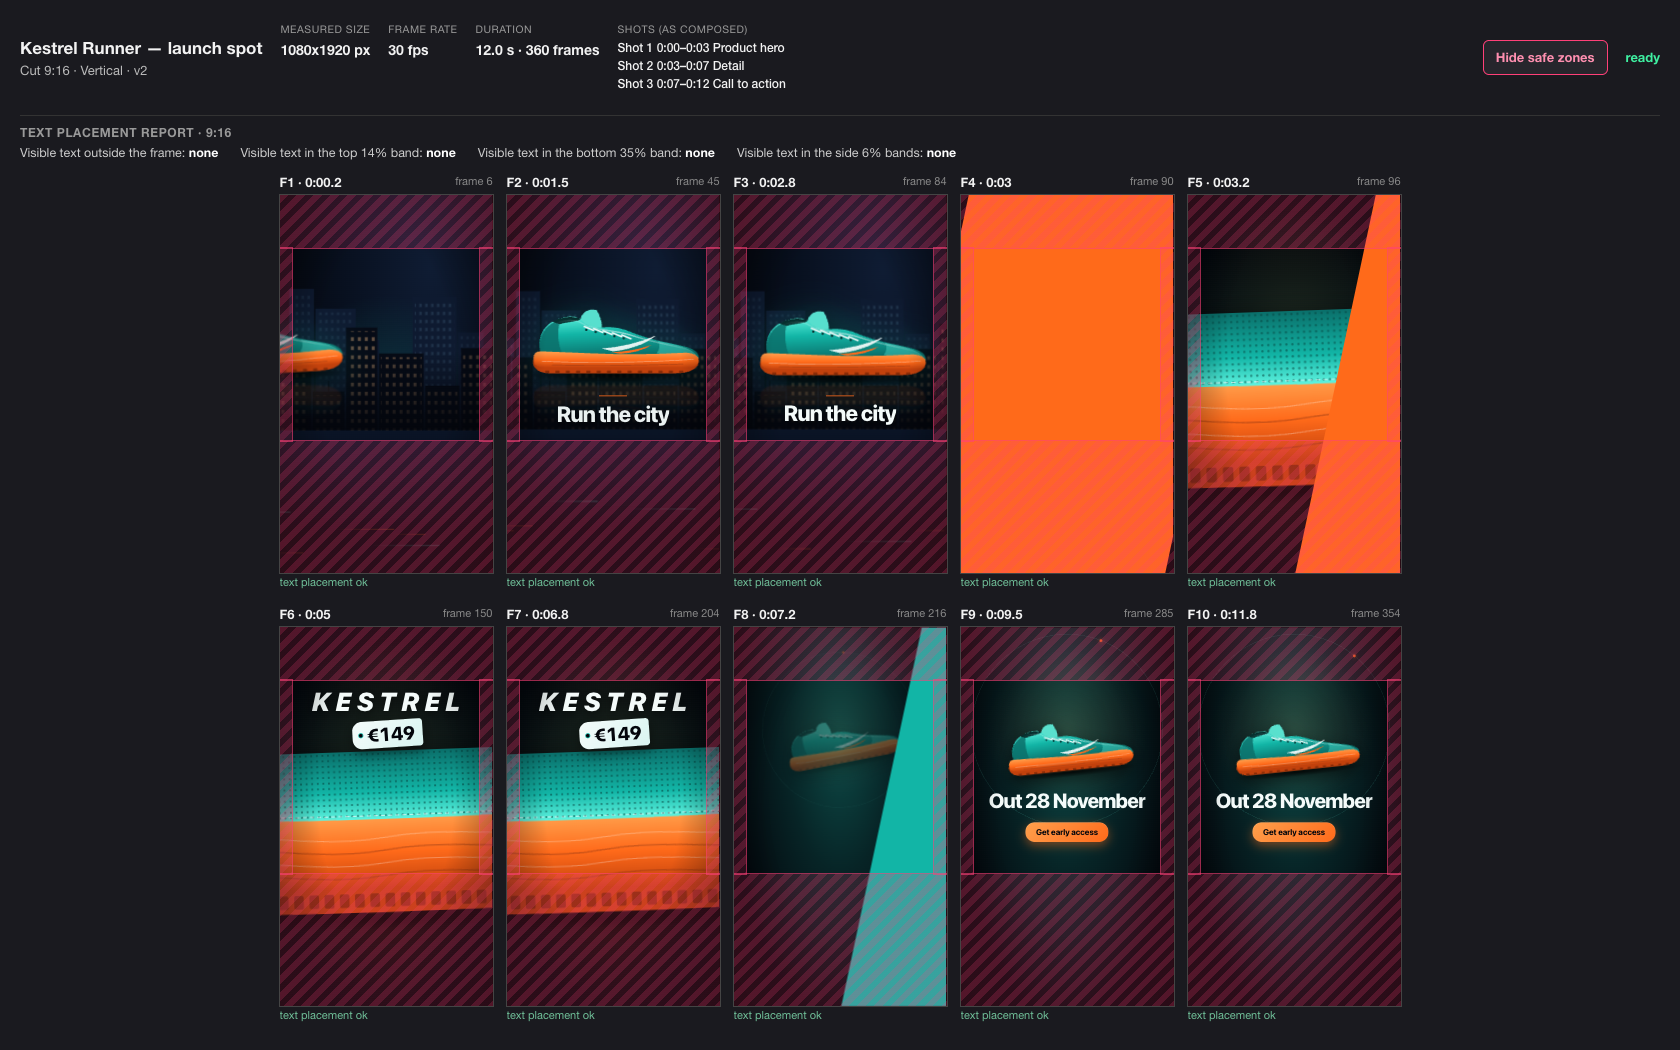 Kestrel Runner — launch spot
Cut 9:16 · Vertical · v2
MEASURED SIZE
1080x1920 px
FRAME RATE
30 fps
DURATION
12.0 s · 360 frames
SHOTS (AS COMPOSED)
Shot 1 0:00–0:03 Product hero
Shot 2 0:03–0:07 Detail
Shot 3 0:07–0:12 Call to action
Hide safe zones
ready
TEXT PLACEMENT REPORT · 9:16
Visible text outside the frame: none
Visible text in the top 14% band: none
Visible text in the bottom 35% band: none
Visible text in the side 6% bands: none
F1 · 0:00.2
frame 6
text placement ok
F2 · 0:01.5
frame 45
Run the city
text placement ok
F3 · 0:02.8
frame 84
Run the city
text placement ok
F4 · 0:03
frame 90
text placement ok
F5 · 0:03.2
frame 96
text placement ok
F6 · 0:05
frame 150
KESTREL
€149
text placement ok
F7 · 0:06.8
frame 204
KESTREL
€149
text placement ok
F8 · 0:07.2
frame 216
text placement ok
F9 · 0:09.5
frame 285
Out 28 November
Get early access
text placement ok
F10 · 0:11.8
frame 354
Out 28 November
Get early access
text placement ok